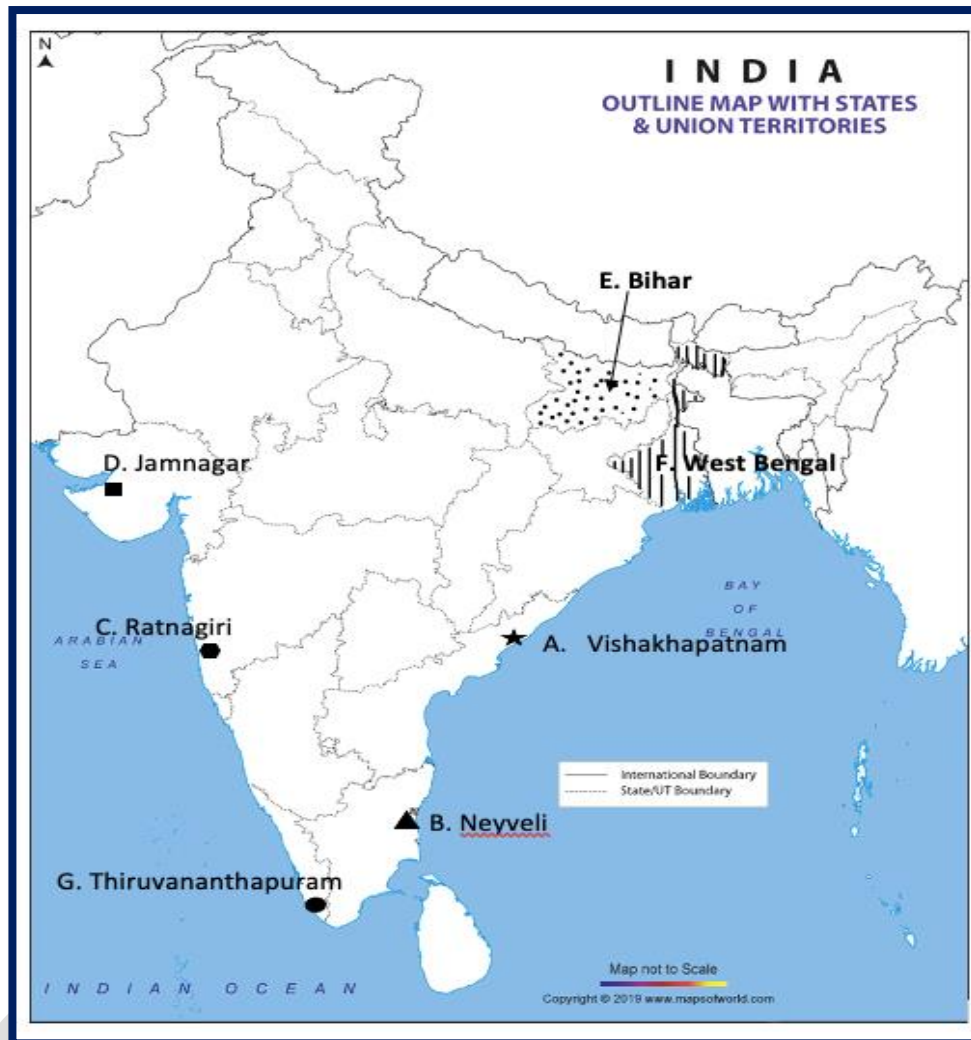 N
INDIA
OUTLINE MAP WITH STATES
& UNION TERRITORIES
E. Bihar
D. Jamnagar
F. West Bengal
BAY
OF
BENGAL
C. Ratnagiri
ARABIAN
SEA
A. Vishakhapatnam
International Boundary
State/UT Boundary
B. Neyveli
G. Thiruvananthapuram
Map not to Scale
INDIAN OCEAN
Copyright © 2019 www.mapsofworld.com